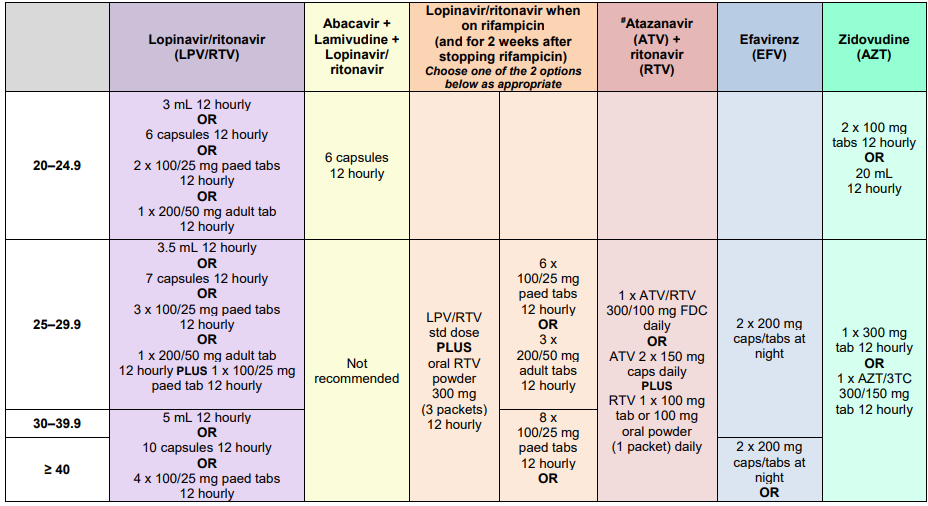 Lopinavir/ritonavir
(LPV/RTV)
Abacavir +
Lamivudine +
Lopinavir/
ritonavir
Lopinavir/ritonavir when
on rifampicin
(and for 2 weeks after
stopping rifampicin)
Choose one of the 2 options
below as appropriate
#Atazanavir
(ATV) +
ritonavir
(RTV)
Efavirenz
(EFV)
Zidovudine
(AZT)
20–24.9
3 mL 12 hourly
OR
6 capsules 12 hourly
OR
2 x 100/25 mg paed tabs
12 hourly
OR
1 x 200/50 mg adult tab
12 hourly
6 capsules
12 hourly
2 x 100 mg
tabs 12 hourly
OR
20 mL
12 hourly
25–29.9
3.5 mL 12 hourly
OR
7 capsules 12 hourly
OR
3 x 100/25 mg paed tabs
12 hourly
OR
1 x 200/50 mg adult tab
12 hourly PLUS 1 x 100/25 mg
paed tab 12 hourly
Not
recommended
LPV/RTV
std dose
PLUS
oral RTV
powder
300 mg
(3 packets)
12 hourly
6 x
100/25 mg
paed tabs
12 hourly
OR
3 x
200/50 mg
adult tabs
12 hourly
1 x ATV/RTV
300/100 mg FDC
daily
OR
ATV 2 x 150 mg
caps daily
PLUS
RTV 1 x 100 mg
tab or 100 mg
oral powder
(1 packet) daily
2 x 200 mg
caps/tabs at
night
1 x 300 mg
tab 12 hourly
OR
1 x AZT/3TC
300/150 mg
tab 12 hourly
30–39.9
5 mL 12 hourly
OR
10 capsules 12 hourly
OR
4 x 100/25 mg paed tabs
12 hourly
8 x
100/25 mg
paed tabs
12 hourly
OR
≥ 40
2 x 200 mg
caps/tabs at
night
OR